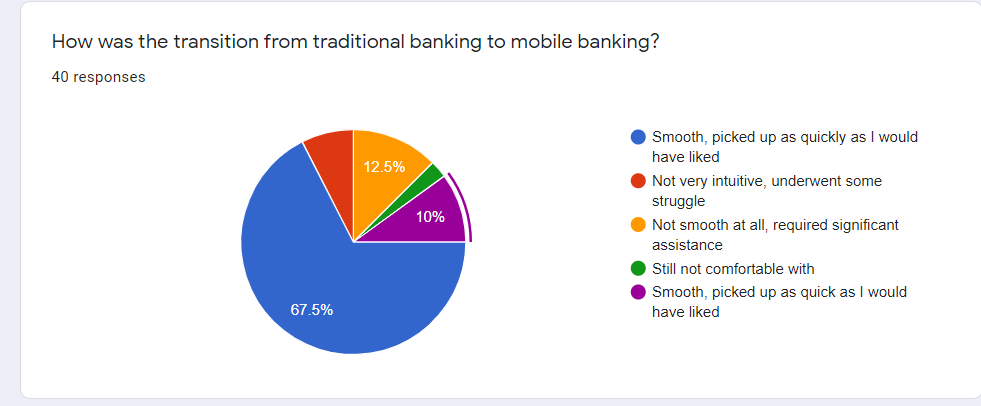 How was the transition from traditional banking to mobile banking?
40 responses
12.5%
10%
67.5%
Smooth, picked up as quickly as I would
have liked
Not very intuitive, underwent some
struggle
Not smooth at all, required significant
assistance
Still not comfortable with
Smooth, picked up as quick as I would
have liked